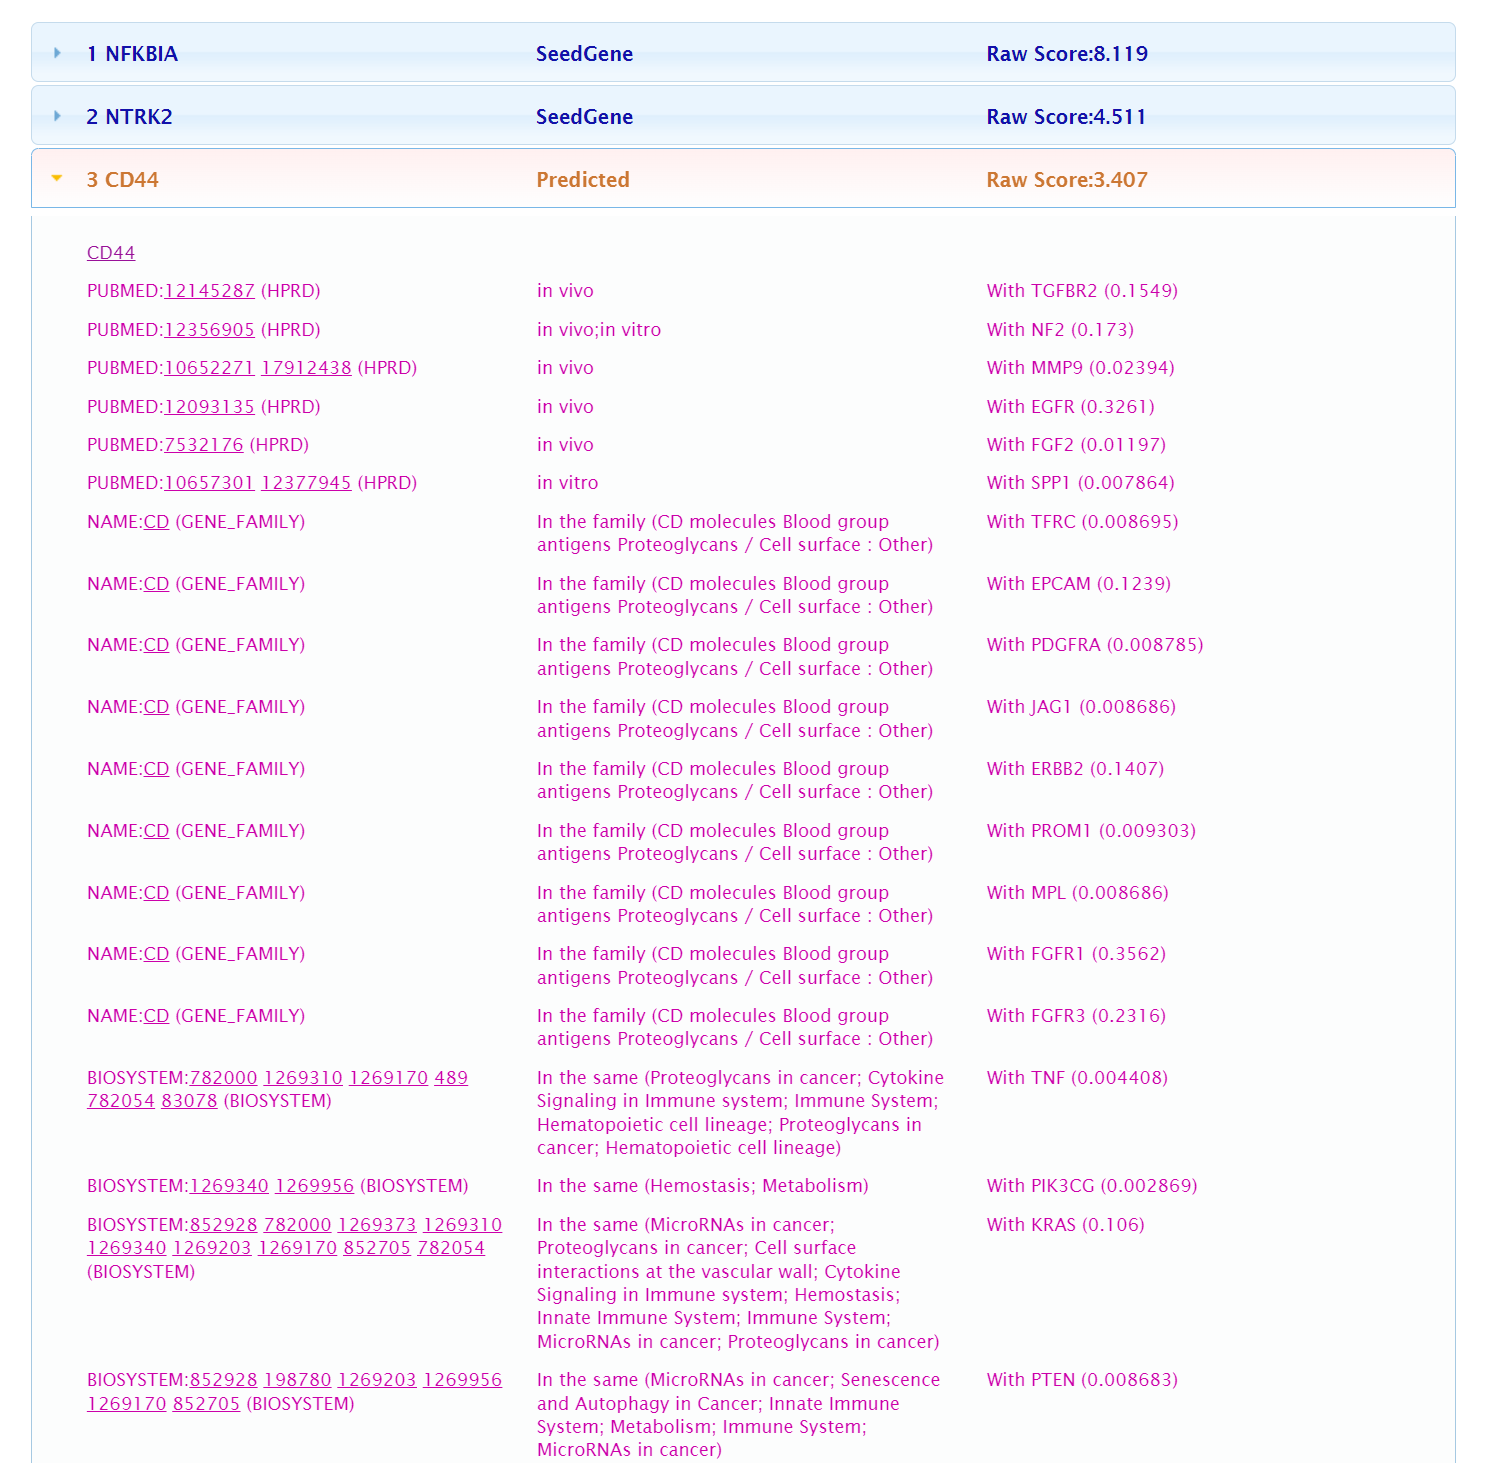 1 NFKBIA SeedGene Raw Score:8.119
2 NTRK2 SeedGene Raw Score:4.511
3 CD44 Predicted Raw Score:3.407
CD44
PUBMED:12145287 (HPRD) in vivo With TGFBR2 (0.1549)
PUBMED:12356905 (HPRD) in vivo;in vitro With NF2 (0.173)
PUBMED:10652271 17912438 (HPRD) in vivo With MMP9 (0.02394)
PUBMED:12093135 (HPRD) in vivo With EGFR (0.3261)
PUBMED:7532176 (HPRD) in vivo With FGF2 (0.01197)
PUBMED:10657301 12377945 (HPRD) in vitro With SPP1 (0.007864)
NAME:CD (GENE_FAMILY) In the family (CD molecules Blood group With TFRC (0.008695)
antigens Proteoglycans / Cell surface : Other)
NAME:CD (GENE_FAMILY) In the family (CD molecules Blood group With EPCAM (0.1239)
antigens Proteoglycans / Cell surface : Other)
NAME:CD (GENE_FAMILY) In the family (CD molecules Blood group With PDGFRA (0.008785)
antigens Proteoglycans / Cell surface : Other)
NAME:CD (GENE_FAMILY) In the family (CD molecules Blood group With JAG1 (0.008686)
antigens Proteoglycans / Cell surface : Other)
NAME:CD (GENE_FAMILY) In the family (CD molecules Blood group With ERBB2 (0.1407)
antigens Proteoglycans / Cell surface : Other)
NAME:CD (GENE_FAMILY) In the family (CD molecules Blood group With PROM1 (0.009303)
antigens Proteoglycans / Cell surface : Other)
NAME:CD (GENE_FAMILY) In the family (CD molecules Blood group With MPL (0.008686)
antigens Proteoglycans / Cell surface : Other)
NAME:CD (GENE_FAMILY) In the family (CD molecules Blood group With FGFR1 (0.3562)
antigens Proteoglycans / Cell surface : Other)
NAME:CD (GENE_FAMILY) In the family (CD molecules Blood group With FGFR3 (0.2316)
antigens Proteoglycans / Cell surface : Other)
BIOSYSTEM:782000 1269310 1269170 489 In the same (Proteoglycans in cancer; Cytokine With TNF (0.004408)
782054 83078 (BIOSYSTEM) Signaling in Immune system; Immune System;
Hematopoietic cell lineage; Proteoglycans in
cancer; Hematopoietic cell lineage)
BIOSYSTEM:1269340 1269956 (BIOSYSTEM) In the same (Hemostasis; Metabolism) With PIK3CG (0.002869)
BIOSYSTEM:852928 782000 1269373 1269310 In the same (MicroRNAs in cancer; With KRAS (0.106)
1269340 1269203 1269170 852705 782054 Proteoglycans in cancer; Cell surface
(BIOSYSTEM) interactions at the vascular wall; Cytokine
Signaling in Immune system; Hemostasis;
Innate Immune System; Immune System;
MicroRNAs in cancer; Proteoglycans in cancer)
BIOSYSTEM:852928 198780 1269203 1269956 In the same (MicroRNAs in cancer; Senescence With PTEN (0.008683)
1269170 852705 (BIOSYSTEM) and Autophagy in Cancer; Innate Immune
System; Metabolism; Immune System;
MicroRNAs in cancer)